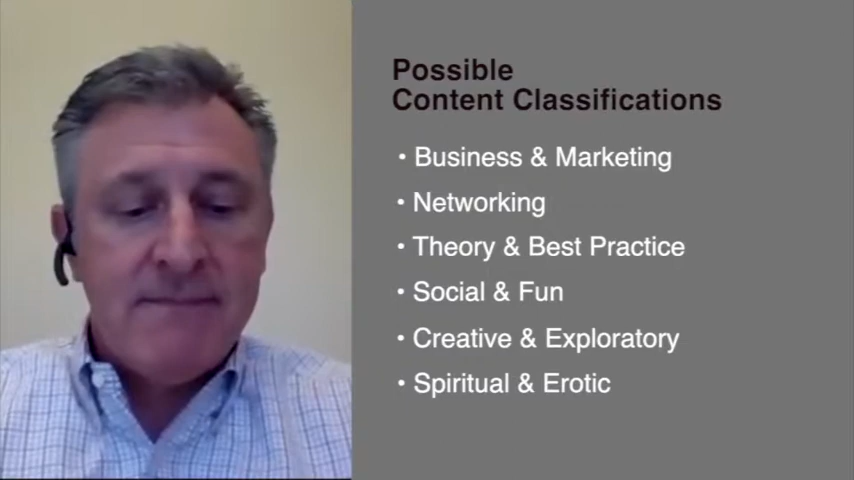 Possible
Content Classifications
• Business & Marketing
• Networking
• Theory & Best Practice
• Social & Fun
• Creative & Exploratory
• Spiritual & Erotic